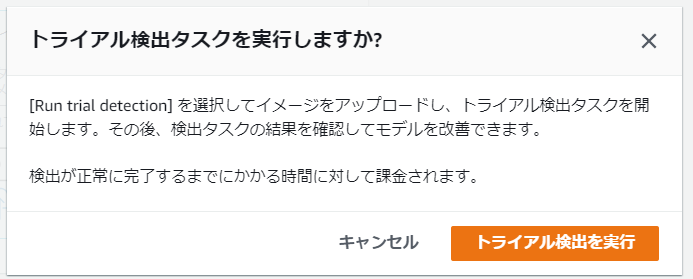 トライアル検出タスクを実行しますか?
[Run trial detection] を選択してイメージをアップロードし、トライアル検出タスクを開
始します。その後、検出タスクの結果を確認してモデルを改善できます。
検出が正常に完了するまでにかかる時間に対して課金されます。
キャンセル
トライアル検出を実行